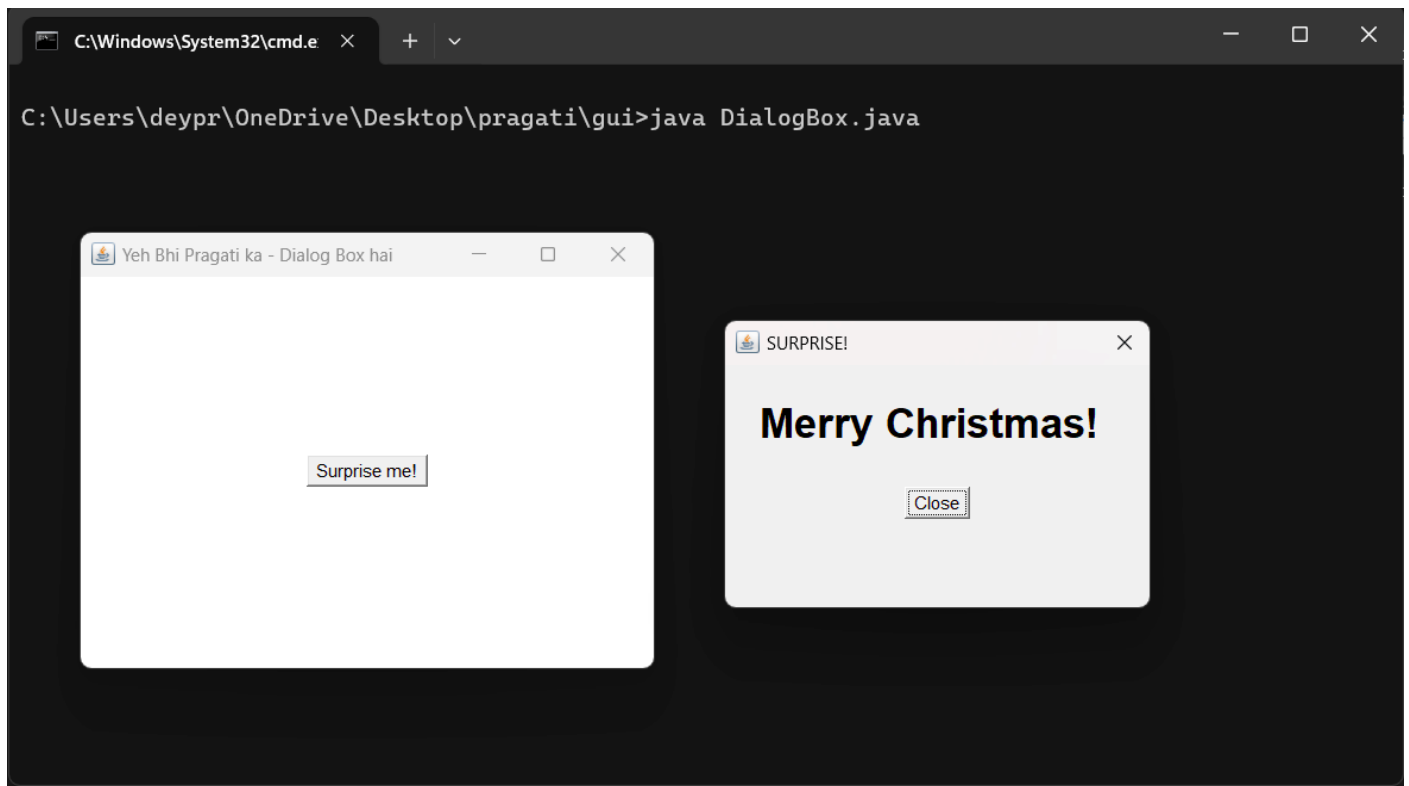 C:\Windows\System32\cmd.e
C:\Users\deypr\OneDrive\Desktop\pragati\gui>java DialogBox.java
Yeh Bhi Pragati ka - Dialog Box hai
Surprise me!
SURPRISE!
Merry Christmas!
Close